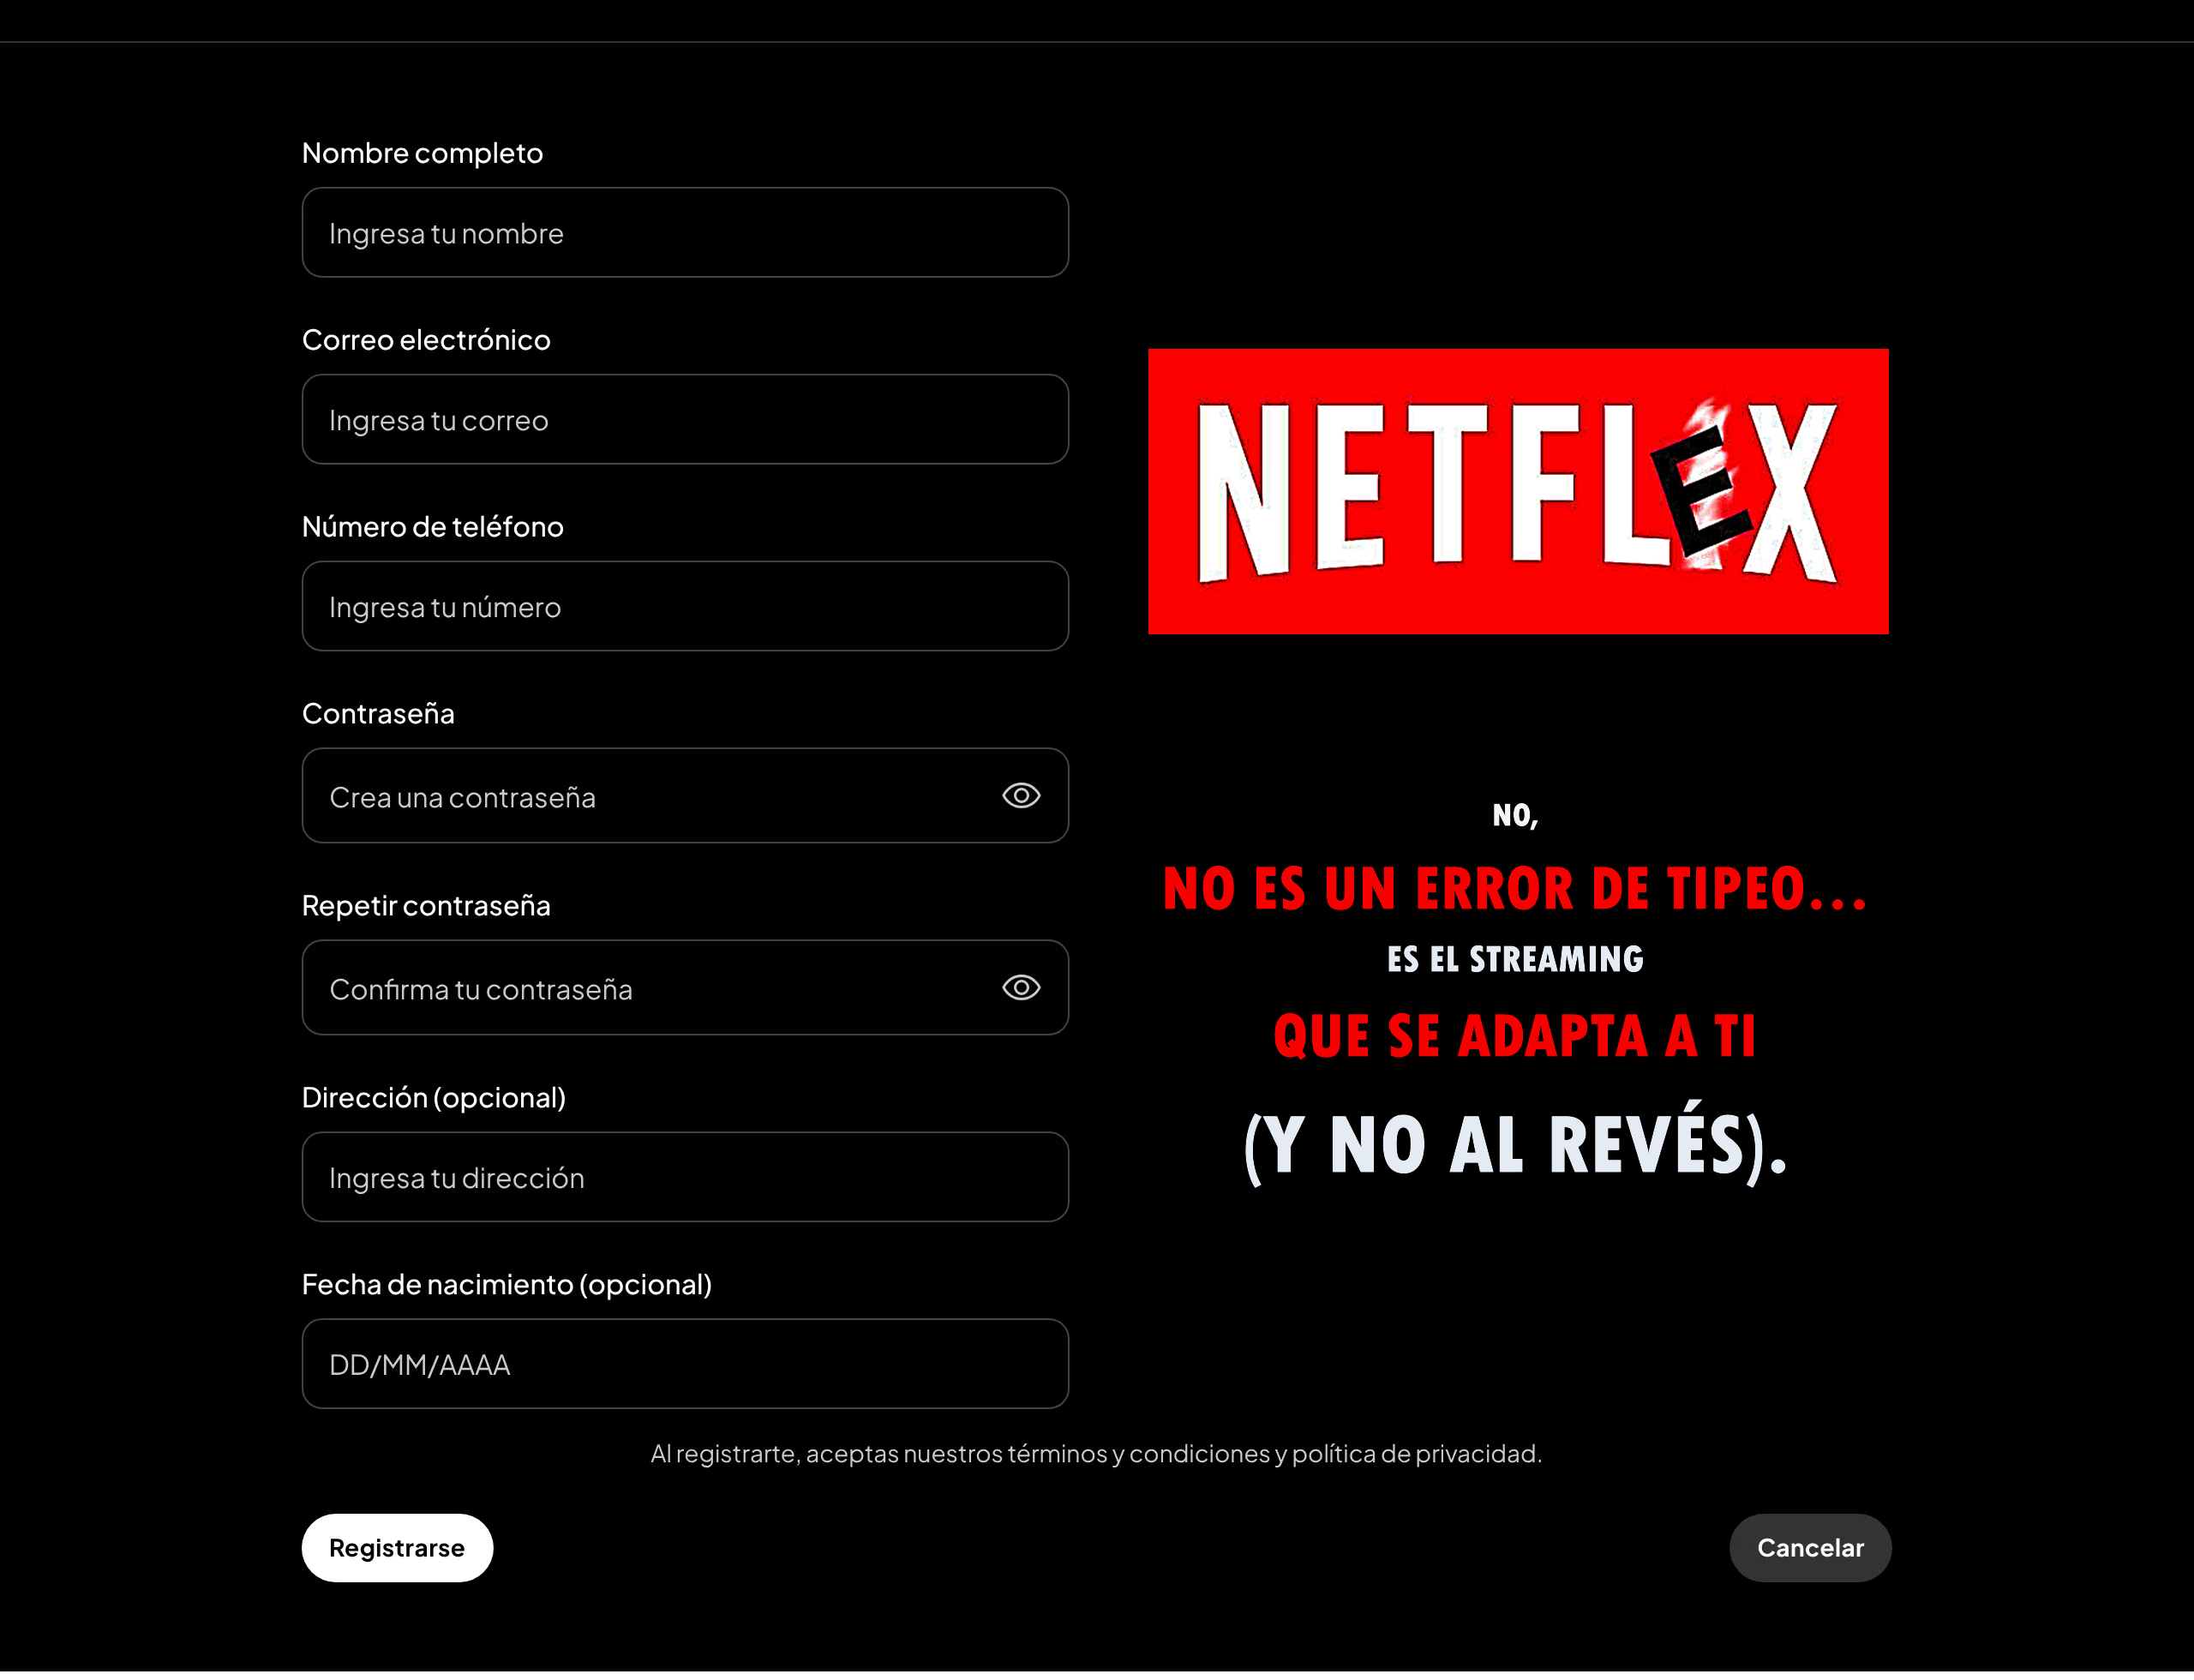 Nombre completo
Ingresa tu nombre
Correo electrónico
Ingresa tu correo
Número de teléfono
Ingresa tu número
Contraseña
Crea una contraseña
Repetir contraseña
Confirma tu contraseña
Dirección (opcional)
Ingresa tu dirección
Fecha de nacimiento (opcional)
DD/MM/AAAA
NETFLEX
NO,
NO ES UN ERROR DE TIPEO...
ES EL STREAMING
QUE SE ADAPTA A TI
(Y NO AL REVÉS).
Al registrarte, aceptas nuestros términos y condiciones y política de privacidad.
Registrarse
Cancelar